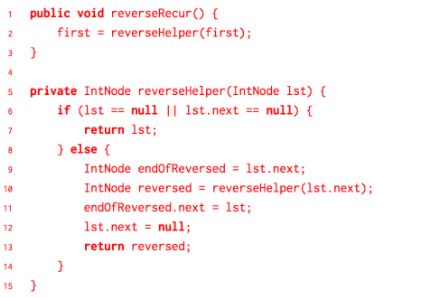 1 public void reverseRecur() {
2     first = reverseHelper(first);
3 }
4
5 private IntNode reverseHelper(IntNode lst) {
6     if (lst == null || lst.next == null) {
7         return lst;
8     } else {
9         IntNode endOfReversed = lst.next;
10         IntNode reversed = reverseHelper(lst.next);
11         endOfReversed.next = lst;
12         lst.next = null;
13         return reversed;
14     }
15 }